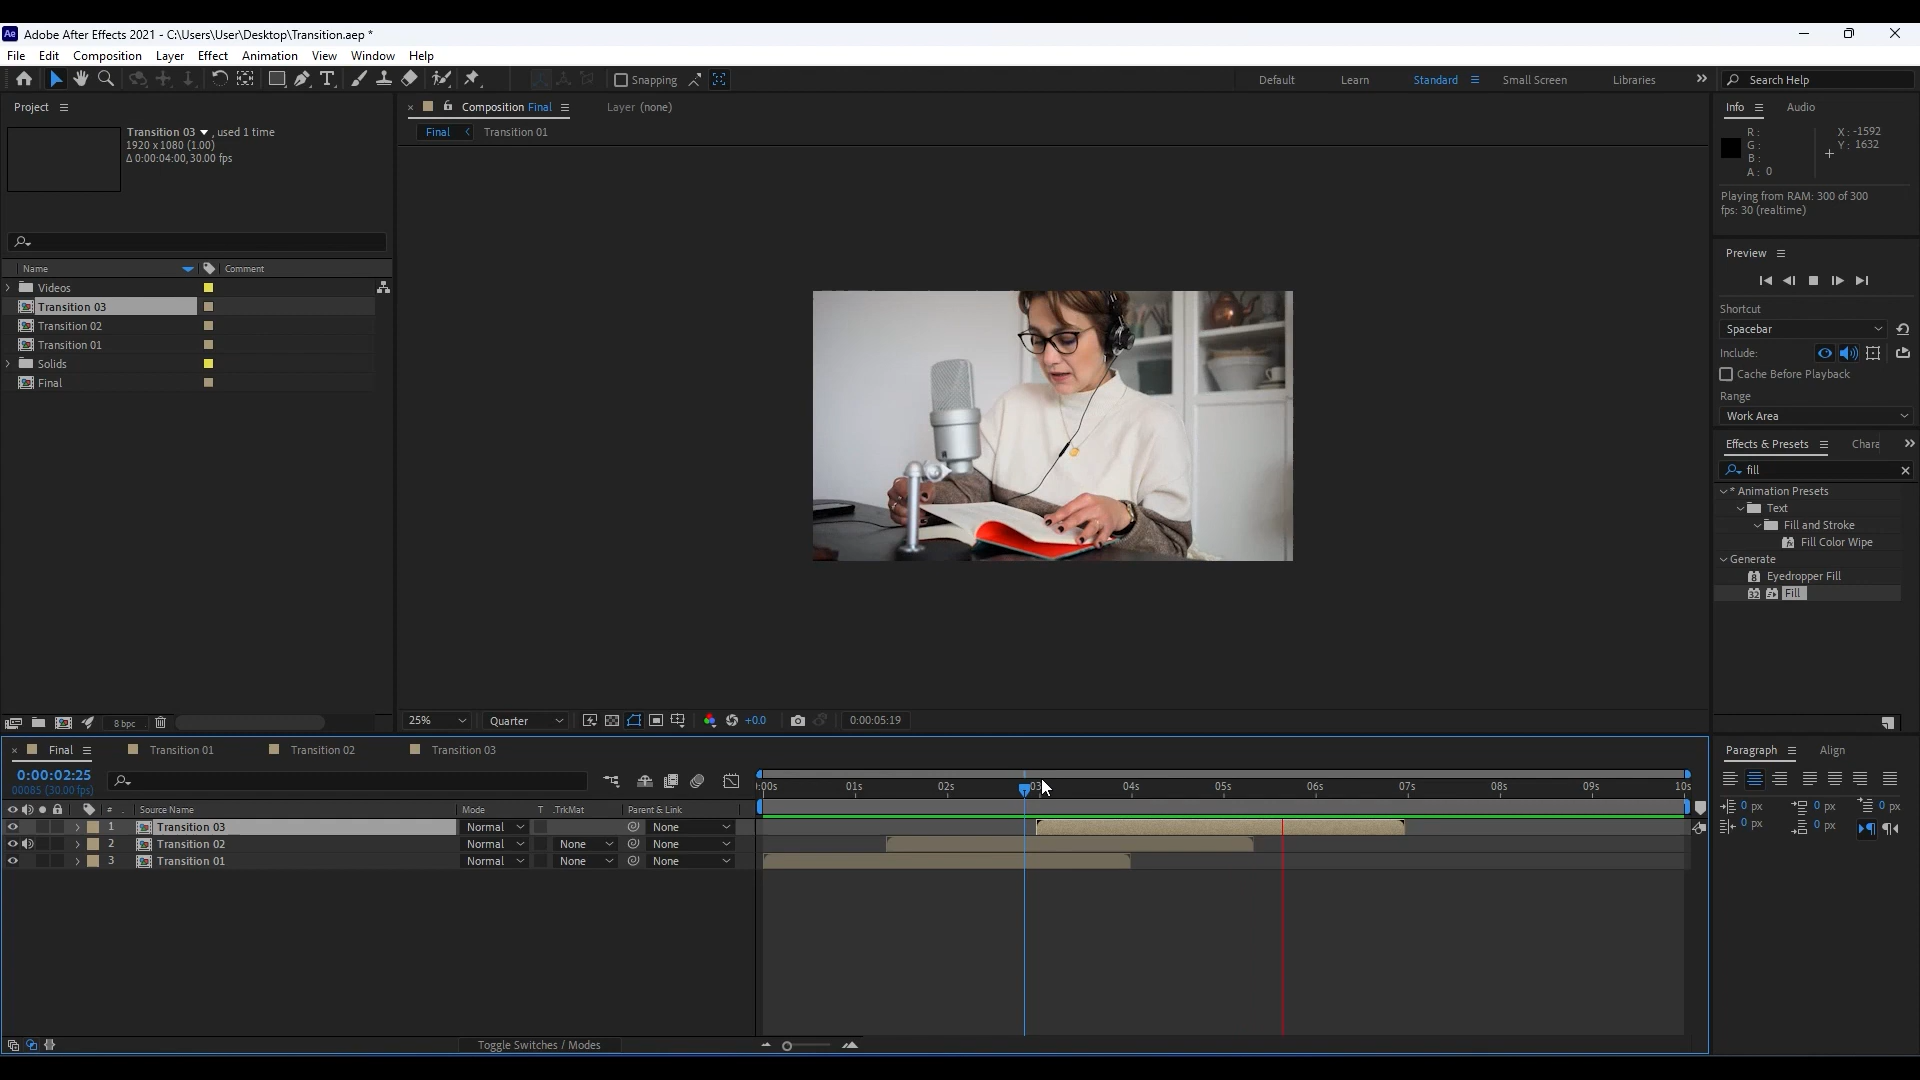 Ae Adobe After Effects 2021 - C:\Users\User\Desktop\Transition.aep *
File Edit Composition Layer Effect Animation View Window Help
Snapping Default Learn Standard Small Screen Libraries Search Help
Project
Transition 03 , used 1 time
1920 x 1080 (1.00)
Δ 0:00:04:00, 30.00 fps
Name Comment
Videos
Transition 03
Transition 02
Transition 01
Solids
Final
8 bpc
Composition Final Layer (none)
Final Transition 01
25% Quarter +0.0 0:00:05:19
Info Audio
R: X: -1592
G: Y: 1632
B:
A: 0
Playing from RAM: 300 of 300
fps: 30 (realtime)
Preview
Shortcut
Spacebar
Include:
Cache Before Playback
Range
Work Area
Effects & Presets Chara
fill
* Animation Presets
Text
Fill and Stroke
Fill Color Wipe
Generate
Eyedropper Fill
32 Fill
Final Transition 01 Transition 02 Transition 03
0:00:02:25
00085 (30.00 fps)
:00s 01s 02s 03s 04s 05s 06s 07s 08s 09s 10s
# Source Name Mode T .TrkMat Parent & Link
1 Transition 03 Normal None
2 Transition 02 Normal None None
3 Transition 01 Normal None None
Toggle Switches / Modes
Paragraph Align
0 px 0 px 0 px
0 px 0 px